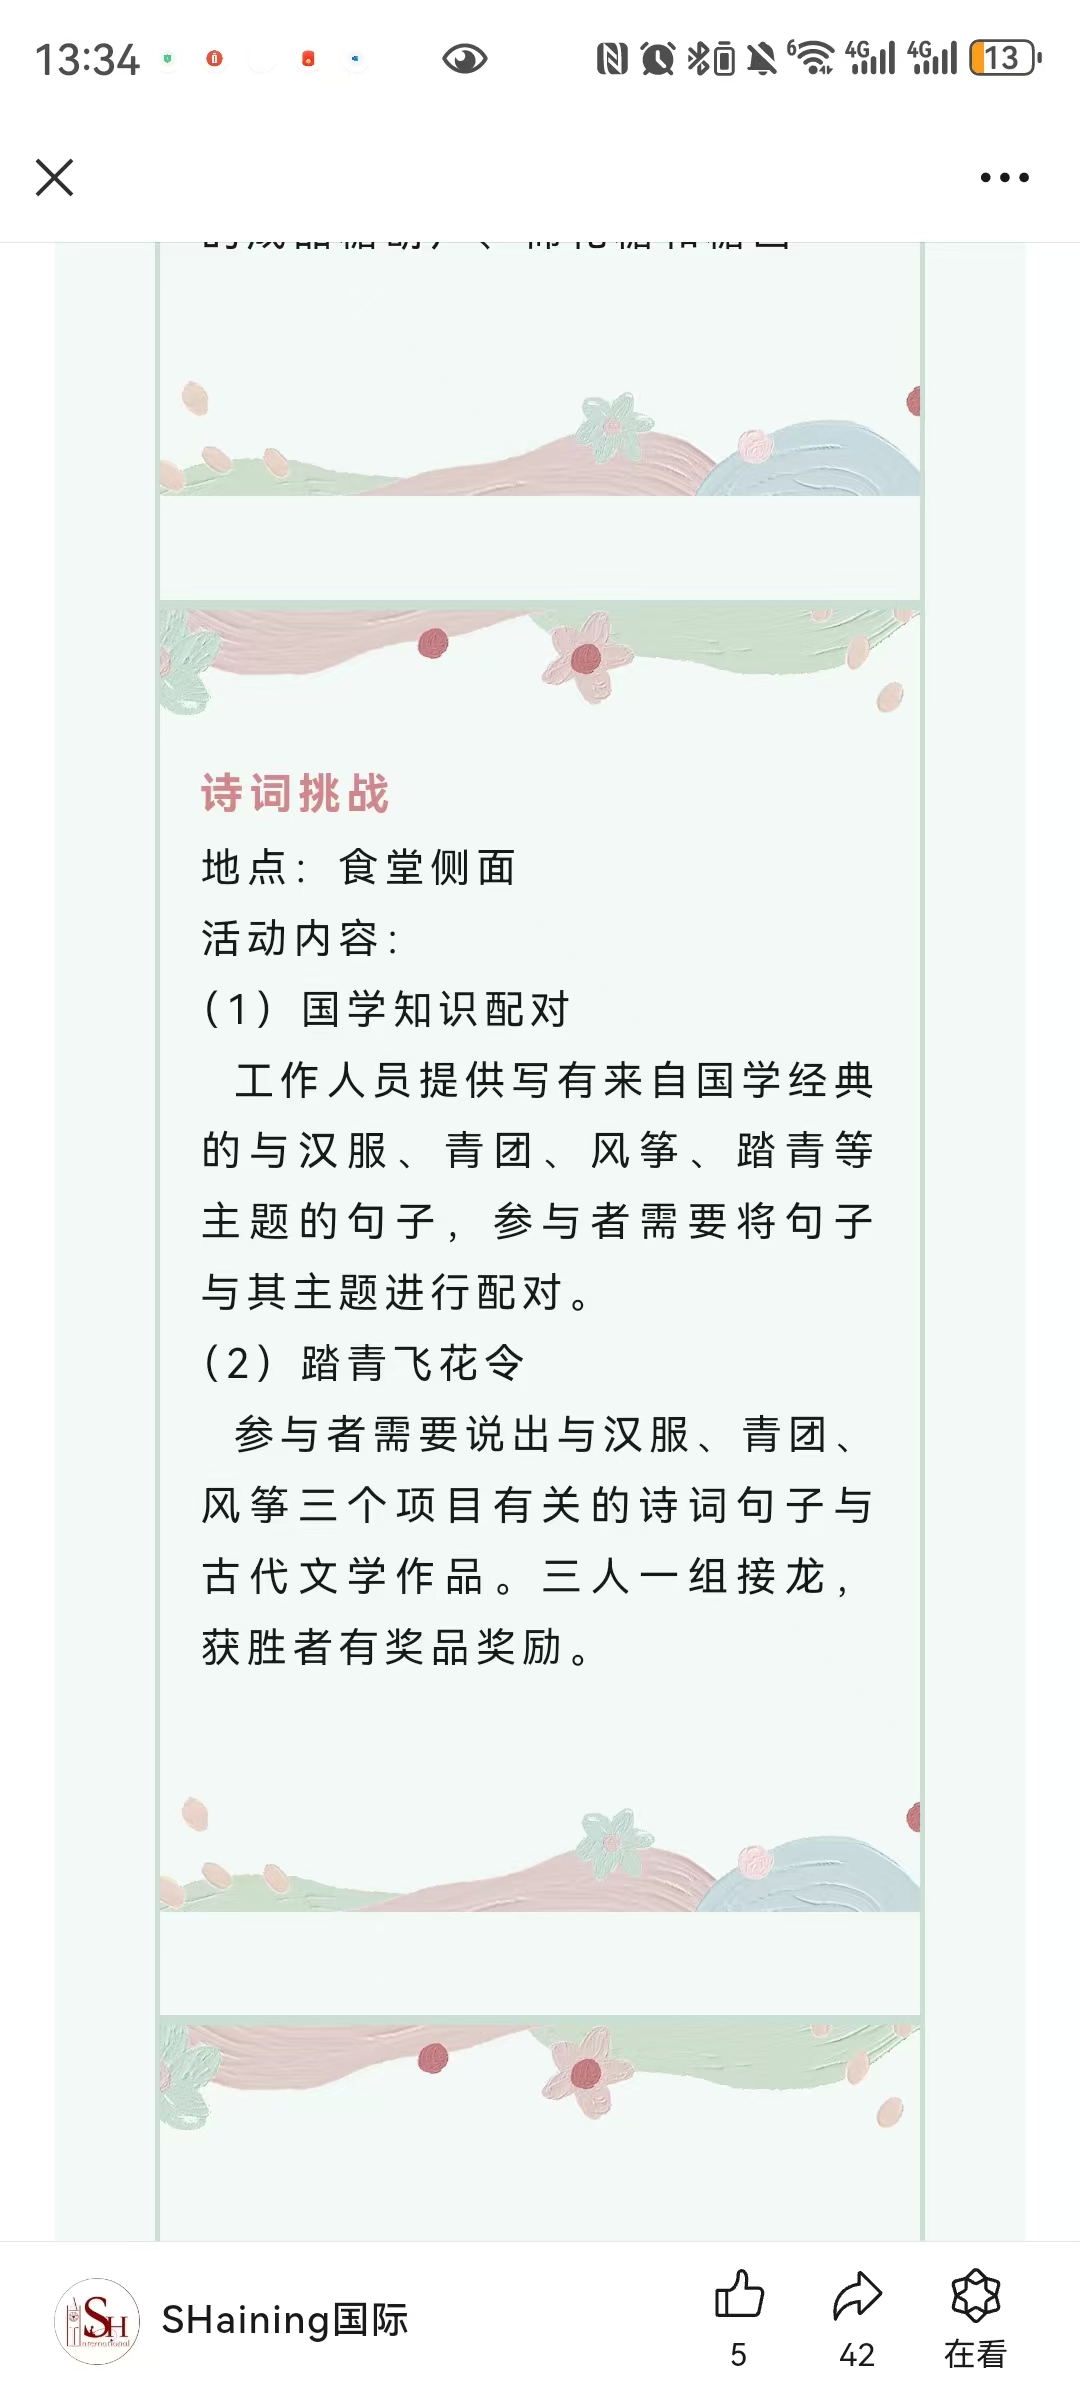 13:34
6 4G 4G 13
诗词挑战
地点：食堂侧面
活动内容：
（1）国学知识配对
工作人员提供写有来自国学经典
的与汉服、青团、风筝、踏青等
主题的句子，参与者需要将句子
与其主题进行配对。
（2）踏青飞花令
参与者需要说出与汉服、青团、
风筝三个项目有关的诗词句子与
古代文学作品。三人一组接龙，
获胜者有奖品奖励。
SH
International
SHaining国际
5
42
在看